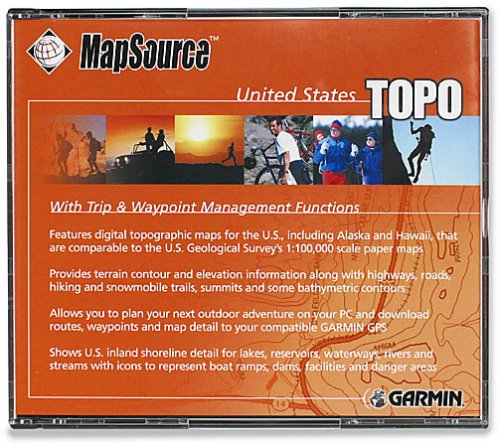 MapSource™
United States TOPO
With Trip & Waypoint Management Functions
Features digital topographic maps for the U.S., including Alaska and Hawaii, that
are comparable to the U.S. Geological Survey's 1:100,000 scale paper maps
Provides terrain contour and elevation information along with highways, roads,
hiking and snowmobile trails, summits and some bathymetric contours
Allows you to plan your next outdoor adventure on your PC and download
routes, waypoints and map detail to your compatible GARMIN GPS
Shows U.S. inland shoreline detail for lakes, reservoirs, waterways, rivers and
streams with icons to represent boat ramps, dams, facilities and danger areas
14
GARMIN